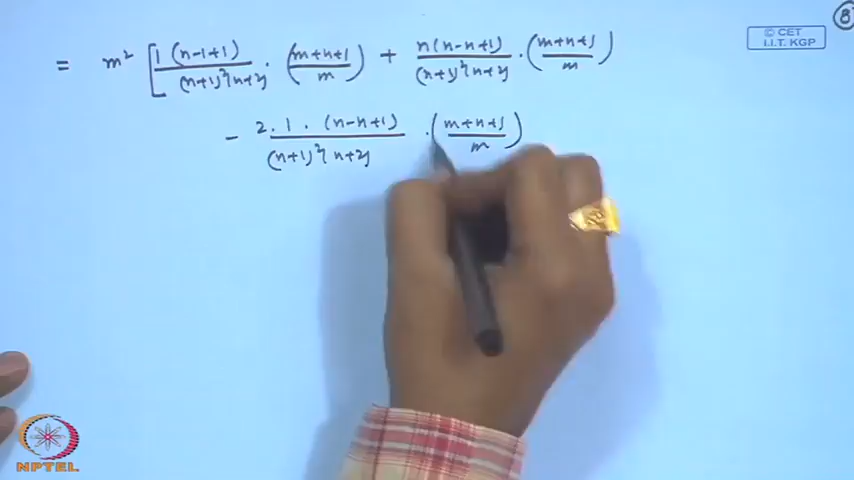 8
© CET
I.I.T. KGP
= m² [ 1 (n-1+1) / (n+1)²(n+2) · ( m+n+1 / m ) + n(n-n+1) / (n+1)²(n+2) · ( m+n+1 / m )
- 2 · 1 · (n-n+1) / (n+1)²(n+2) · ( m+n+1 / m )
NPTEL